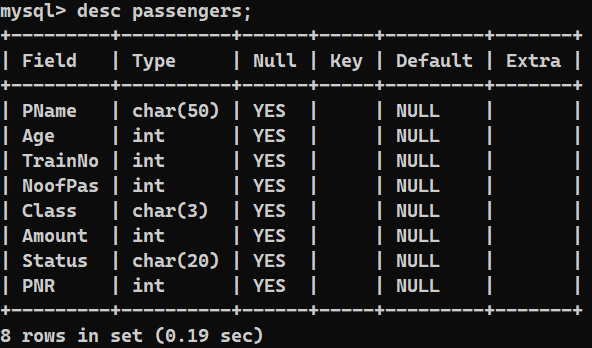 mysql> desc passengers;
+---------+----------+------+-----+---------+-------+
| Field   | Type     | Null | Key | Default | Extra |
+---------+----------+------+-----+---------+-------+
| PName   | char(50) | YES  |     | NULL    |       |
| Age     | int      | YES  |     | NULL    |       |
| TrainNo | int      | YES  |     | NULL    |       |
| NoofPas | int      | YES  |     | NULL    |       |
| Class   | char(3)  | YES  |     | NULL    |       |
| Amount  | int      | YES  |     | NULL    |       |
| Status  | char(20) | YES  |     | NULL    |       |
| PNR     | int      | YES  |     | NULL    |       |
+---------+----------+------+-----+---------+-------+
8 rows in set (0.19 sec)